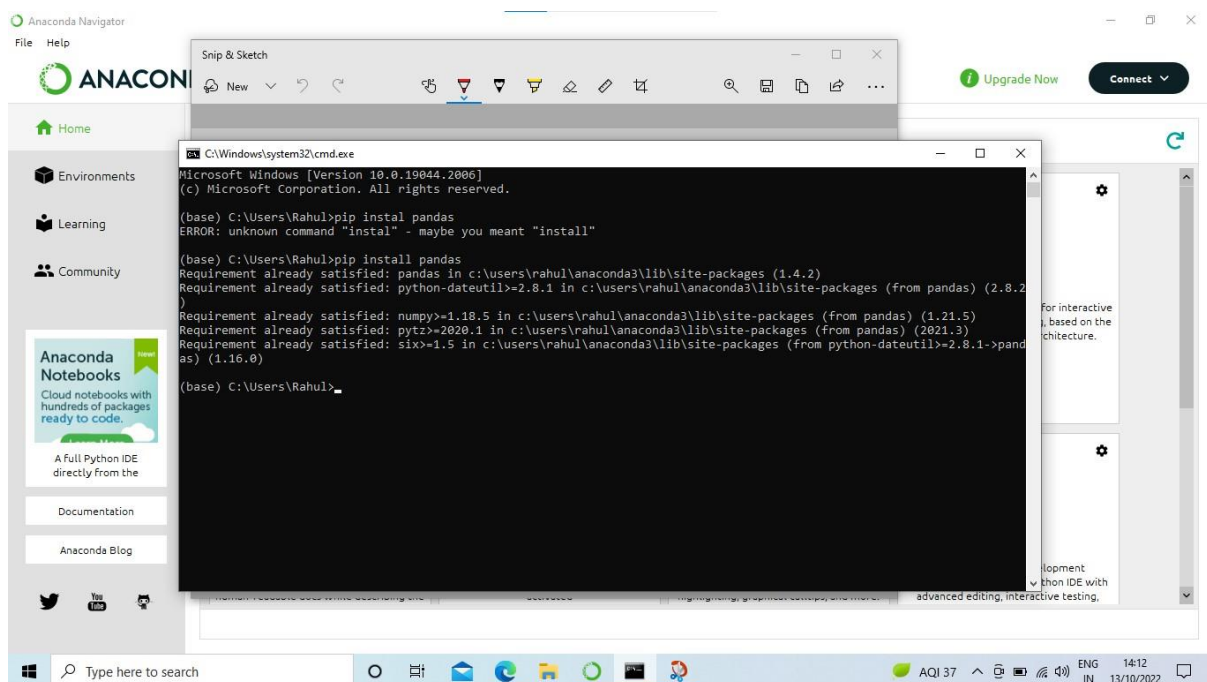 Anaconda Navigator
File Help
ANACON
Upgrade Now
Connect
Snip & Sketch
New
Home
Environments
Learning
Community
C:\Windows\system32\cmd.exe
Microsoft Windows [Version 10.0.19044.2006]
(c) Microsoft Corporation. All rights reserved.
(base) C:\Users\Rahul>pip instal pandas
ERROR: unknown command "instal" - maybe you meant "install"
(base) C:\Users\Rahul>pip install pandas
Requirement already satisfied: pandas in c:\users\rahul\anaconda3\lib\site-packages (1.4.2)
Requirement already satisfied: python-dateutil>=2.8.1 in c:\users\rahul\anaconda3\lib\site-packages (from pandas) (2.8.2
)
Requirement already satisfied: numpy>=1.18.5 in c:\users\rahul\anaconda3\lib\site-packages (from pandas) (1.21.5)
Requirement already satisfied: pytz>=2020.1 in c:\users\rahul\anaconda3\lib\site-packages (from pandas) (2021.3)
Requirement already satisfied: six>=1.5 in c:\users\rahul\anaconda3\lib\site-packages (from python-dateutil>=2.8.1->pand
as) (1.16.0)
(base) C:\Users\Rahul>
for interactive
, based on the
rchitecture.
lopment
thon IDE with
advanced editing, interactive testing,
Anaconda
Notebooks
New!
Cloud notebooks with
hundreds of packages
ready to code.
A full Python IDE
directly from the
Documentation
Anaconda Blog
You
Tube
Type here to search
AQI 37
ENG
IN
14:12
13/10/2022